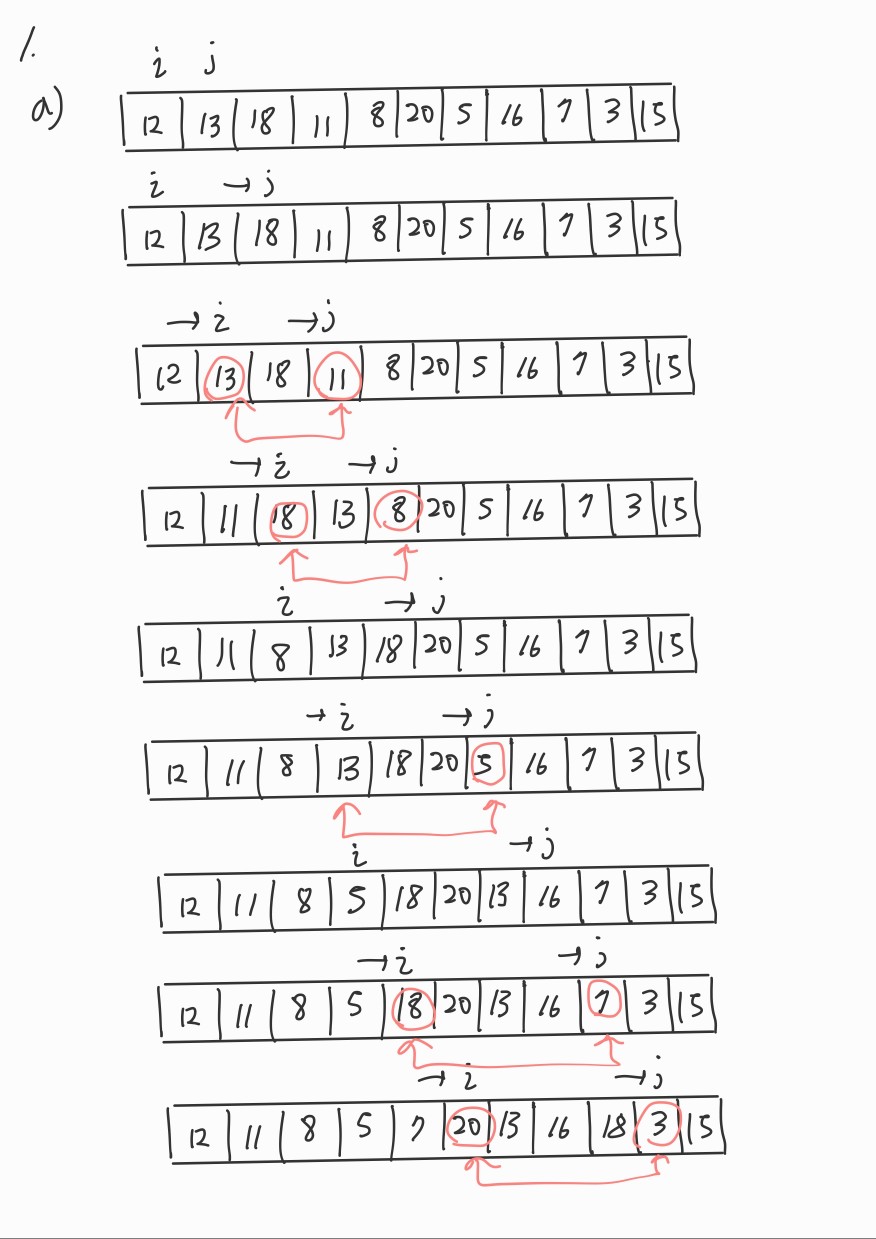 1.
i j
a) 12 13 18 11 8 20 5 16 7 3 15
i → j
12 13 18 11 8 20 5 16 7 3 15
→ i → j
12 13 18 11 8 20 5 16 7 3 15
→ i → j
12 11 18 13 8 20 5 16 7 3 15
i → j
12 11 8 13 18 20 5 16 7 3 15
→ i → j
12 11 8 13 18 20 5 16 7 3 15
i → j
12 11 8 5 18 20 13 16 7 3 15
→ i → j
12 11 8 5 18 20 13 16 7 3 15
→ i → j
12 11 8 5 7 20 13 16 18 3 15